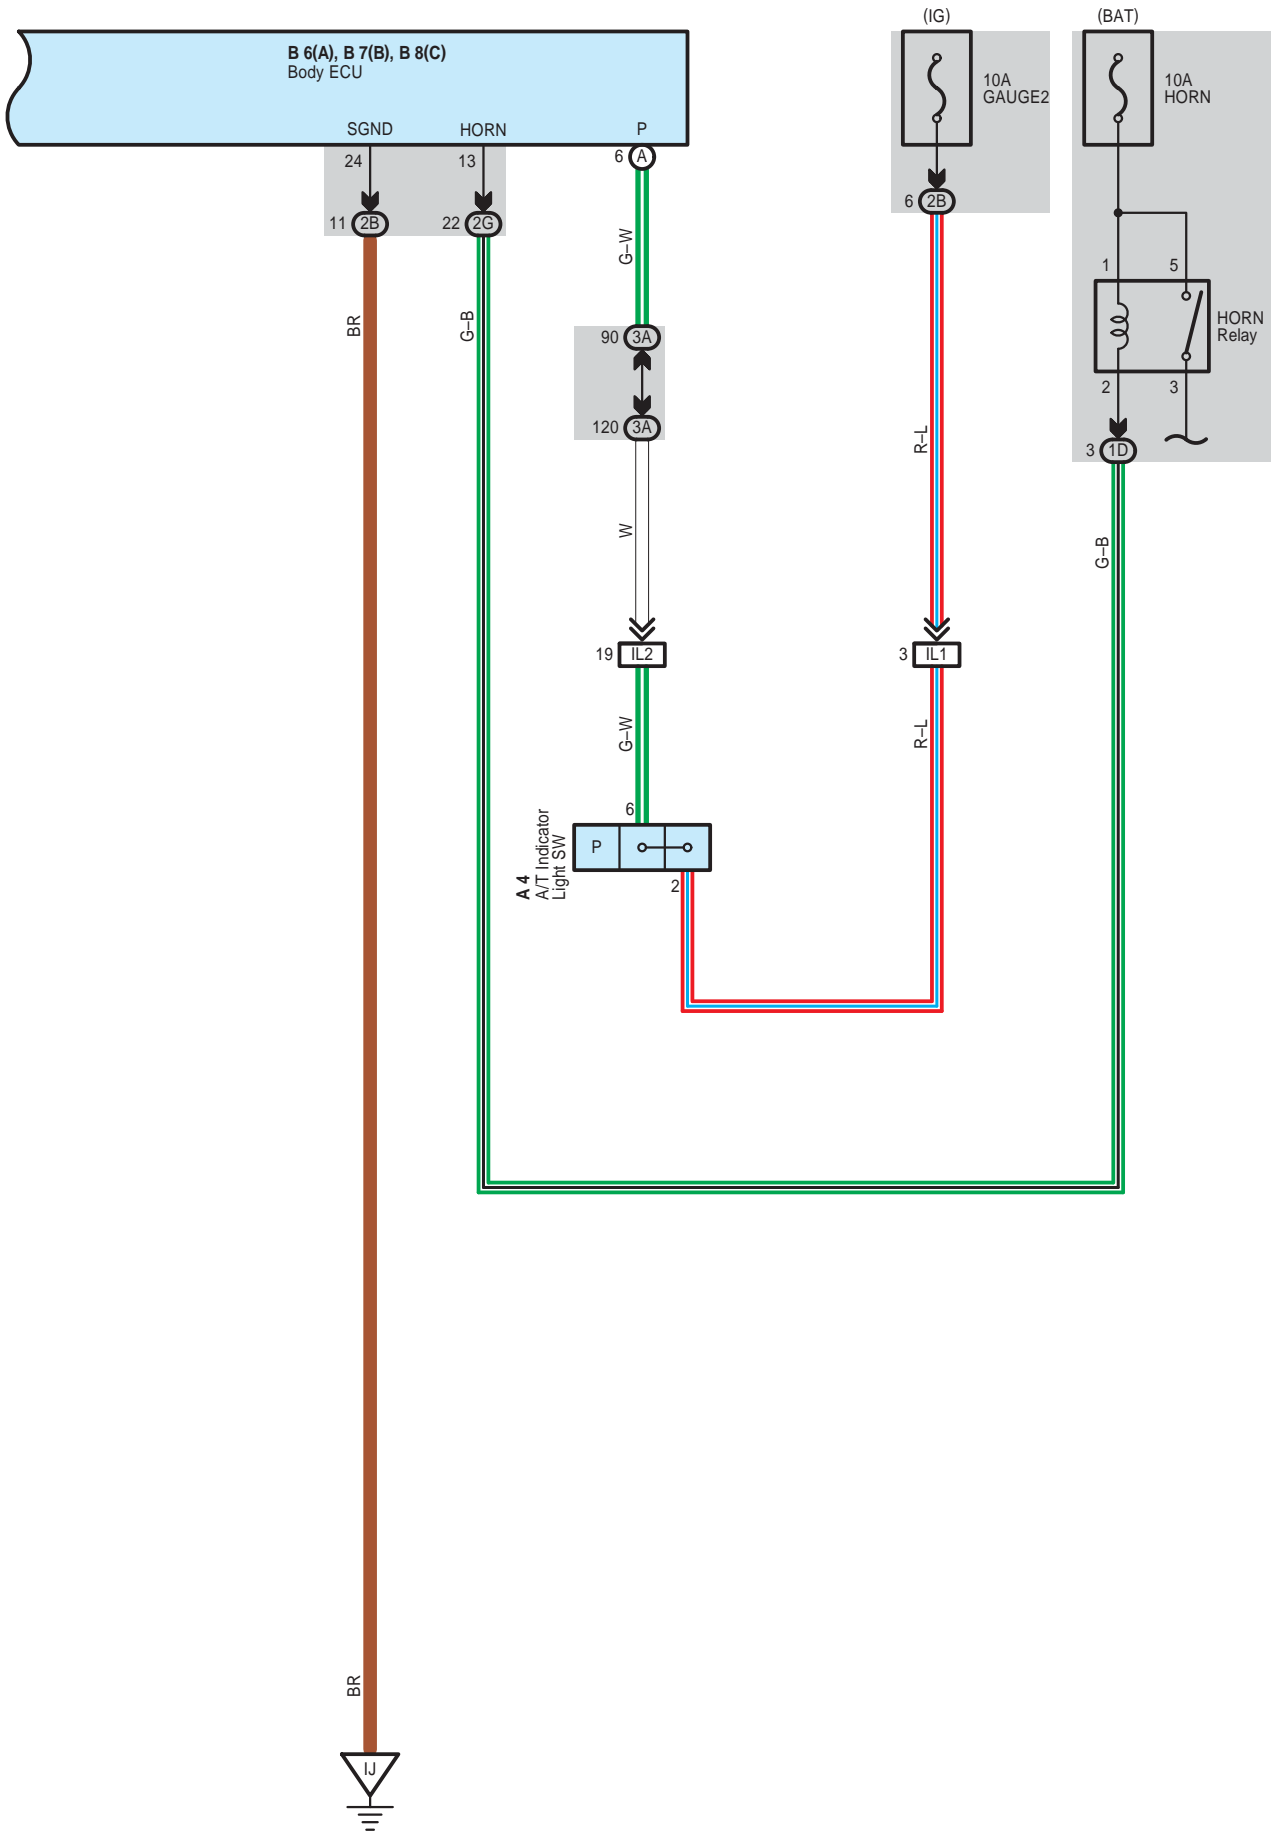 (IG)
(BAT)
B 6(A), B 7(B), B 8(C)
Body ECU
10A
GAUGE2
10A
HORN
SGND
HORN
P
24
13
6
A
6
2B
11
2B
22
2G
G–W
1
5
BR
G–B
90
3A
HORN
Relay
2
3
120
3A
R–L
3
1D
W
G–B
19
IL2
3
IL1
G–W
R–L
6
P
A 4
A/T Indicator
Light SW
2
BR
IJ